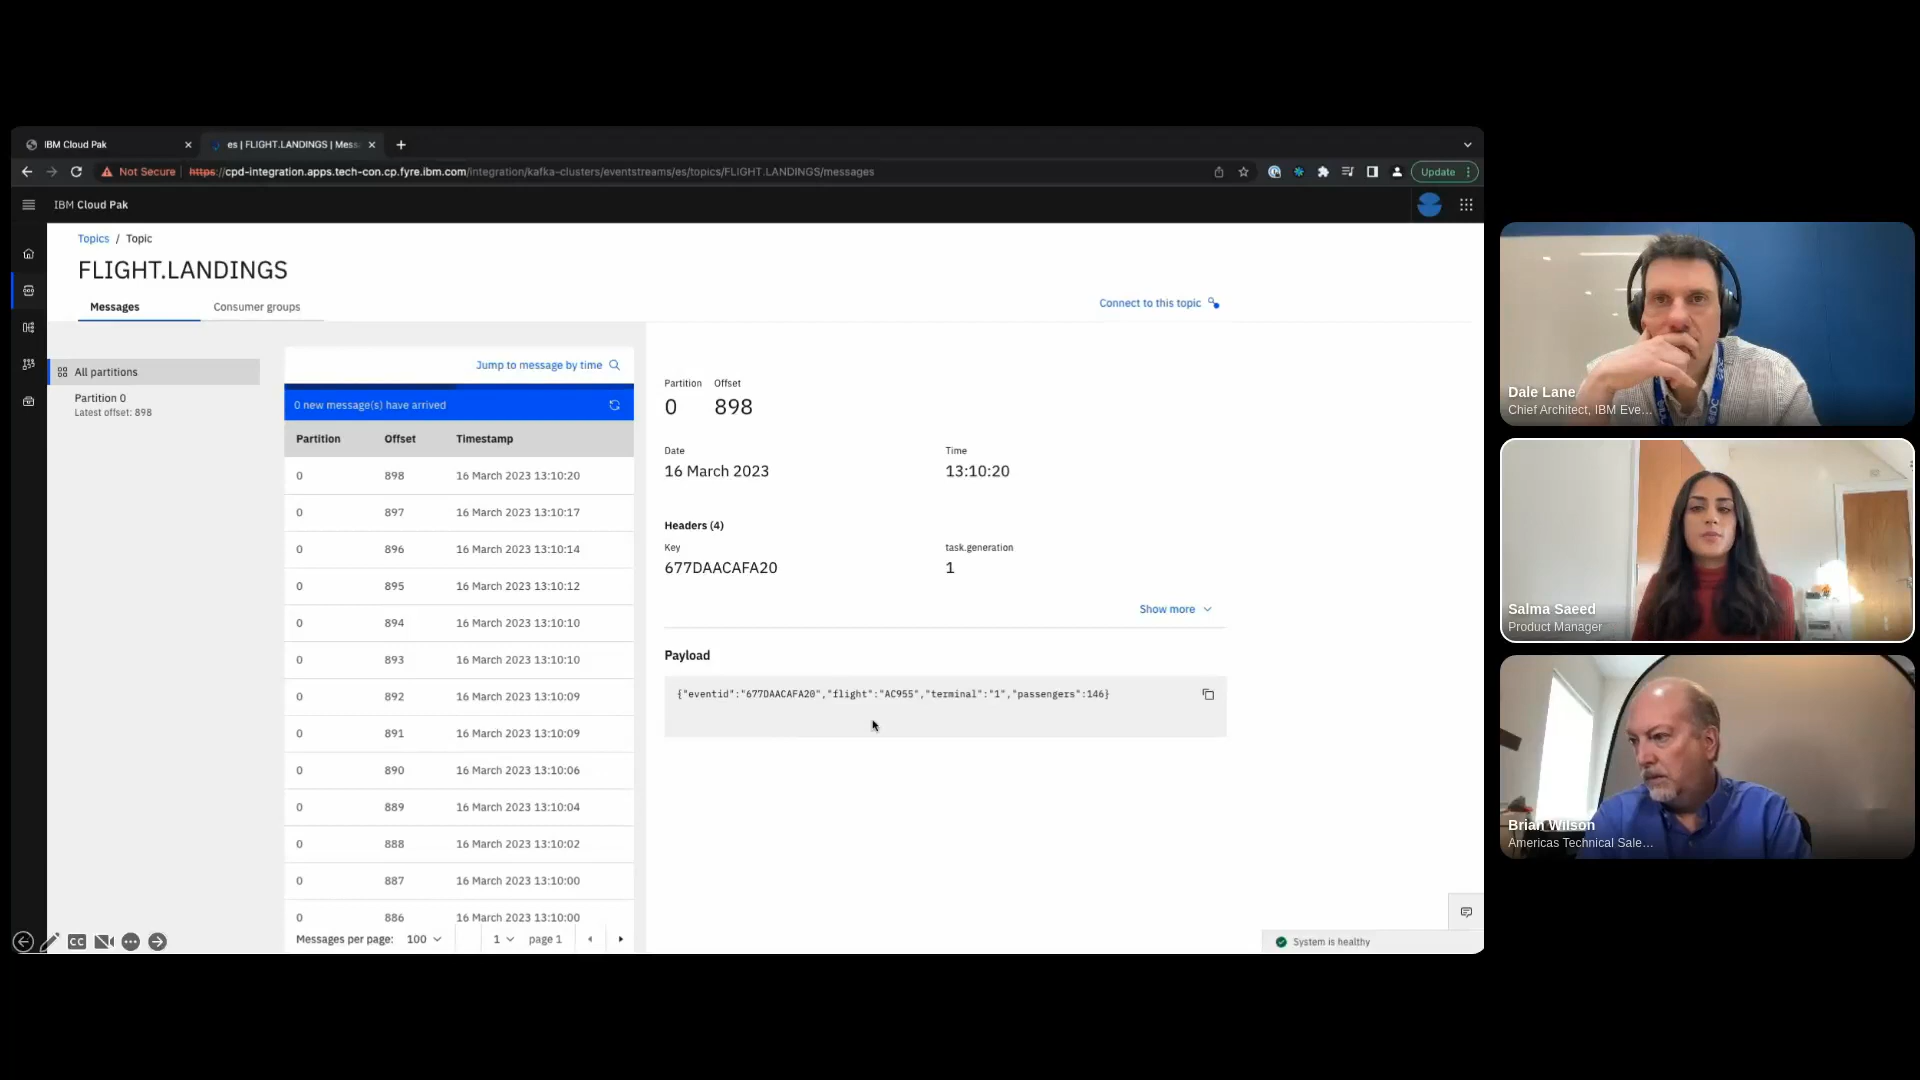 IBM Cloud Pak
es | FLIGHT.LANDINGS | Mess
Not Secure
https://cpd-integration.apps.tech-con.cp.fyre.ibm.com/integration/kafka-clusters/eventstreams/es/topics/FLIGHT.LANDINGS/messages
Update
IBM Cloud Pak
Topics / Topic
FLIGHT.LANDINGS
Messages
Consumer groups
Connect to this topic
All partitions
Partition 0
Latest offset: 898
Jump to message by time
0 new message(s) have arrived
Partition Offset Timestamp
0 898 16 March 2023 13:10:20
0 897 16 March 2023 13:10:17
0 896 16 March 2023 13:10:14
0 895 16 March 2023 13:10:12
0 894 16 March 2023 13:10:10
0 893 16 March 2023 13:10:10
0 892 16 March 2023 13:10:09
0 891 16 March 2023 13:10:09
0 890 16 March 2023 13:10:06
0 889 16 March 2023 13:10:04
0 888 16 March 2023 13:10:02
0 887 16 March 2023 13:10:00
0 886 16 March 2023 13:10:00
Messages per page: 100 1 page 1
Partition Offset
0 898
Date Time
16 March 2023 13:10:20
Headers (4)
Key task.generation
677DAACAFA20 1
Show more
Payload
{"eventid":"677DAACAFA20","flight":"AC955","terminal":"1","passengers":146}
System is healthy
CC
Dale Lane
Chief Architect, IBM Eve...
Salma Saeed
Product Manager
Brian Wilson
Americas Technical Sale...